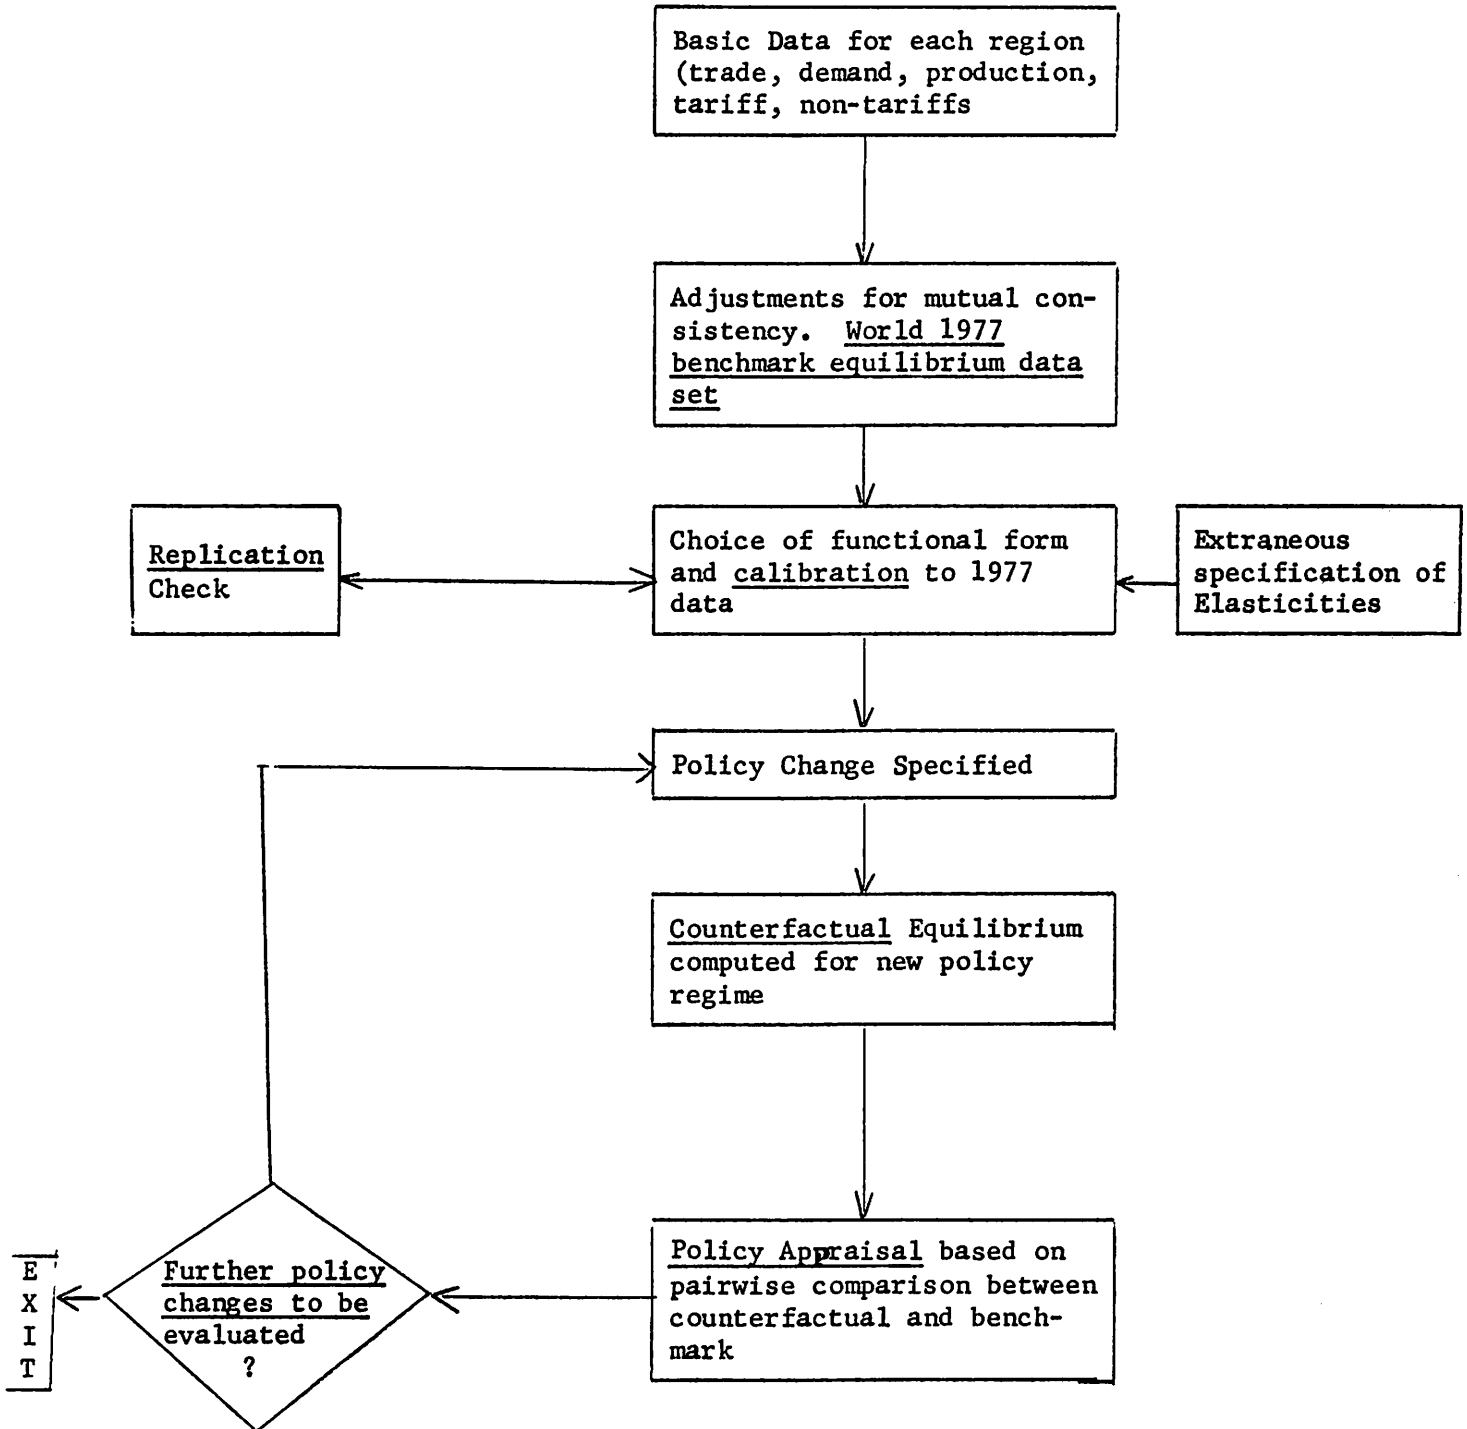 Basic Data for each region
(trade, demand, production,
tariff, non-tariffs
Adjustments for mutual con-
sistency. World 1977
benchmark equilibrium data
set
Replication
Check
Choice of functional form
and calibration to 1977
data
Extraneous
specification of
Elasticities
Policy Change Specified
Counterfactual Equilibrium
computed for new policy
regime
Policy Appraisal based on
pairwise comparison between
counterfactual and bench-
mark
Further policy
changes to be
evaluated
?
E
X
I
T